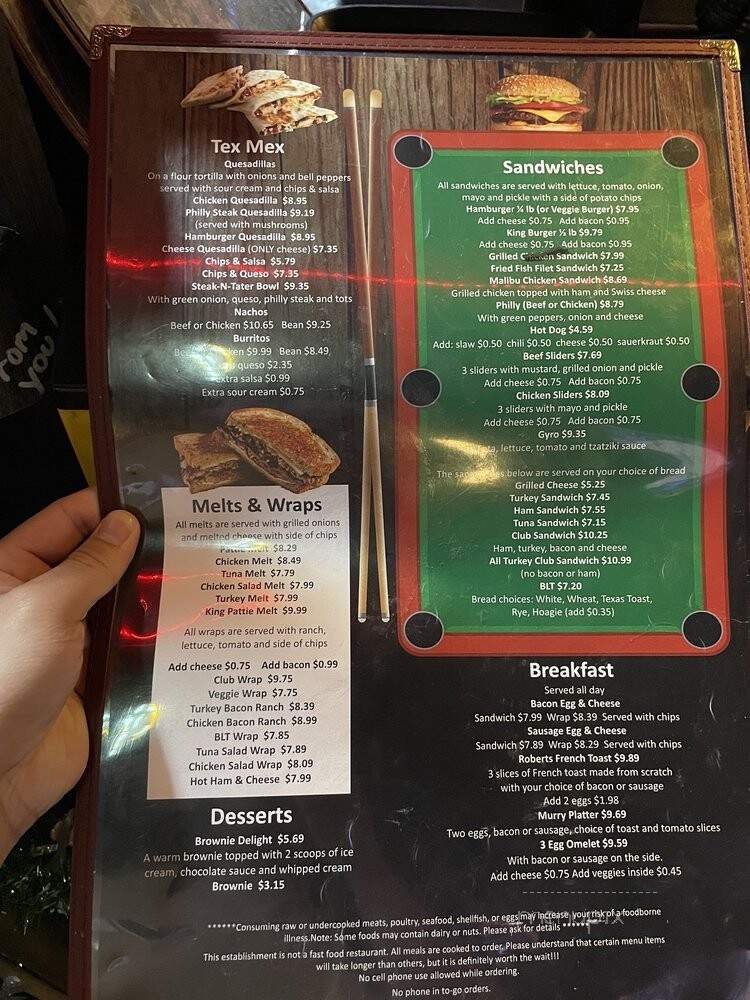 Tex Mex
Quesadillas
On a flour tortilla with onions and bell peppers
served with sour cream and chips & salsa
Chicken Quesadilla $8.95
Philly Steak Quesadilla $9.19
(served with mushrooms)
Hamburger Quesadilla $8.95
Cheese Quesadilla (ONLY cheese) $7.35
Chips & Salsa $5.79
Chips & Queso $7.35
Steak-N-Tater Bowl $9.35
With green onion, queso, philly steak and tots
Nachos
Beef or Chicken $10.65 Bean $9.25
Burritos
$9.99 Bean $8.49
queso $2.35
Extra salsa $0.99
Extra sour cream $0.75
Melts & Wraps
All melts are served with grilled onions
and melted cheese with side of chips
Pattie Melt $8.29
Chicken Melt $8.49
Tuna Melt $7.79
Chicken Salad Melt $7.99
Turkey Melt $7.99
King Pattie Melt $9.99
All wraps are served with ranch,
lettuce, tomato and side of chips
Add cheese $0.75 Add bacon $0.99
Club Wrap $9.75
Veggie Wrap $7.75
Turkey Bacon Ranch $8.39
Chicken Bacon Ranch $8.99
BLT Wrap $7.85
Tuna Salad Wrap $7.89
Chicken Salad Wrap $8.09
Hot Ham & Cheese $7.99
Desserts
Brownie Delight $5.69
A warm brownie topped with 2 scoops of ice
cream, chocolate sauce and whipped cream
Brownie $3.15
Sandwiches
All sandwiches are served with lettuce, tomato, onion,
mayo and pickle with a side of potato chips
Hamburger ¼ lb (or Veggie Burger) $7.95
Add cheese $0.75 Add bacon $0.95
King Burger ½ lb $9.79
Add cheese $0.75 Add bacon $0.95
Grilled Chicken Sandwich $7.99
Fried Fish Filet Sandwich $7.25
Malibu Chicken Sandwich $8.69
Grilled chicken topped with ham and Swiss cheese
Philly (Beef or Chicken) $8.79
With green peppers, onion and cheese
Hot Dog $4.59
Add: slaw $0.50 chili $0.50 cheese $0.50 sauerkraut $0.50
Beef Sliders $7.69
3 sliders with mustard, grilled onion and pickle
Add cheese $0.75 Add bacon $0.75
Chicken Sliders $8.09
3 sliders with mayo and pickle
Add cheese $0.75 Add bacon $0.75
Gyro $9.35
lettuce, tomato and tzatziki sauce
The sandwiches below are served on your choice of bread
Grilled Cheese $5.25
Turkey Sandwich $7.45
Ham Sandwich $7.55
Tuna Sandwich $7.15
Club Sandwich $10.25
Ham, turkey, bacon and cheese
All Turkey Club Sandwich $10.99
(no bacon or ham)
BLT $7.20
Bread choices: White, Wheat, Texas Toast,
Rye, Hoagie (add $0.35)
Breakfast
Served all day
Bacon Egg & Cheese
Sandwich $7.99 Wrap $8.39 Served with chips
Sausage Egg & Cheese
Sandwich $7.89 Wrap $8.29 Served with chips
Roberts French Toast $9.89
3 slices of French toast made from scratch
with your choice of bacon or sausage
Add 2 eggs $1.98
Murry Platter $9.69
Two eggs, bacon or sausage, choice of toast and tomato slices
3 Egg Omelet $9.59
With bacon or sausage on the side.
Add cheese $0.75 Add veggies inside $0.45
******Consuming raw or undercooked meats, poultry, seafood, shellfish, or eggs may increase your risk of a foodborne
illness.Note: Some foods may contain dairy or nuts. Please ask for details ******
This establishment is not a fast food restaurant. All meals are cooked to order. Please understand that certain menu items
will take longer than others, but it is definitely worth the wait!!!
No cell phone use allowed while ordering.
No phone in to-go orders.
rom
you!